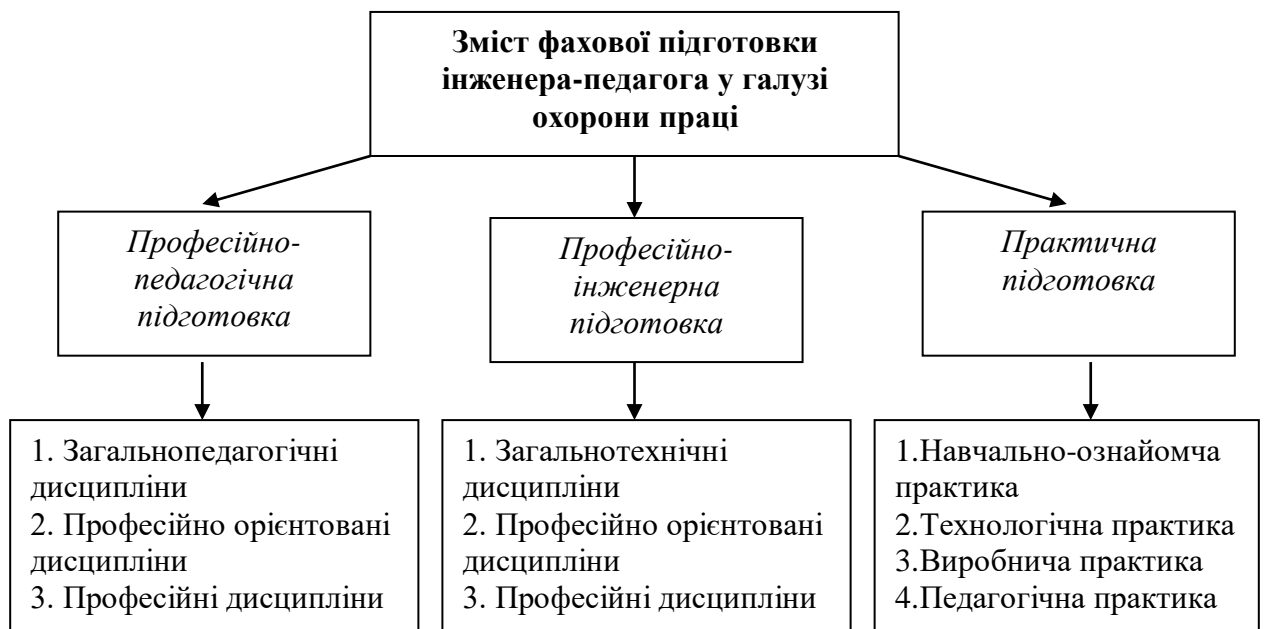 Зміст фахової підготовки
інженера-педагога у галузі
охорони праці
Професійно-
педагогічна
підготовка
Професійно-
інженерна
підготовка
Практична
підготовка
1. Загальнопедагогічні
дисципліни
2. Професійно орієнтовані
дисципліни
3. Професійні дисципліни
1. Загальнотехнічні
дисципліни
2. Професійно орієнтовані
дисципліни
3. Професійні дисципліни
1.Навчально-ознайомча
практика
2.Технологічна практика
3.Виробнича практика
4.Педагогічна практика